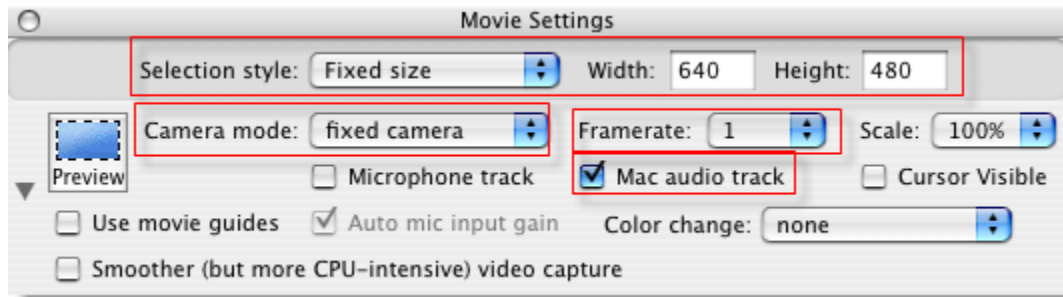 Movie Settings
Selection style: Fixed size Width: 640 Height: 480
Camera mode: fixed camera Framerate: 1 Scale: 100%
Preview Microphone track Mac audio track Cursor Visible
Use movie guides Auto mic input gain Color change: none
Smoother (but more CPU-intensive) video capture